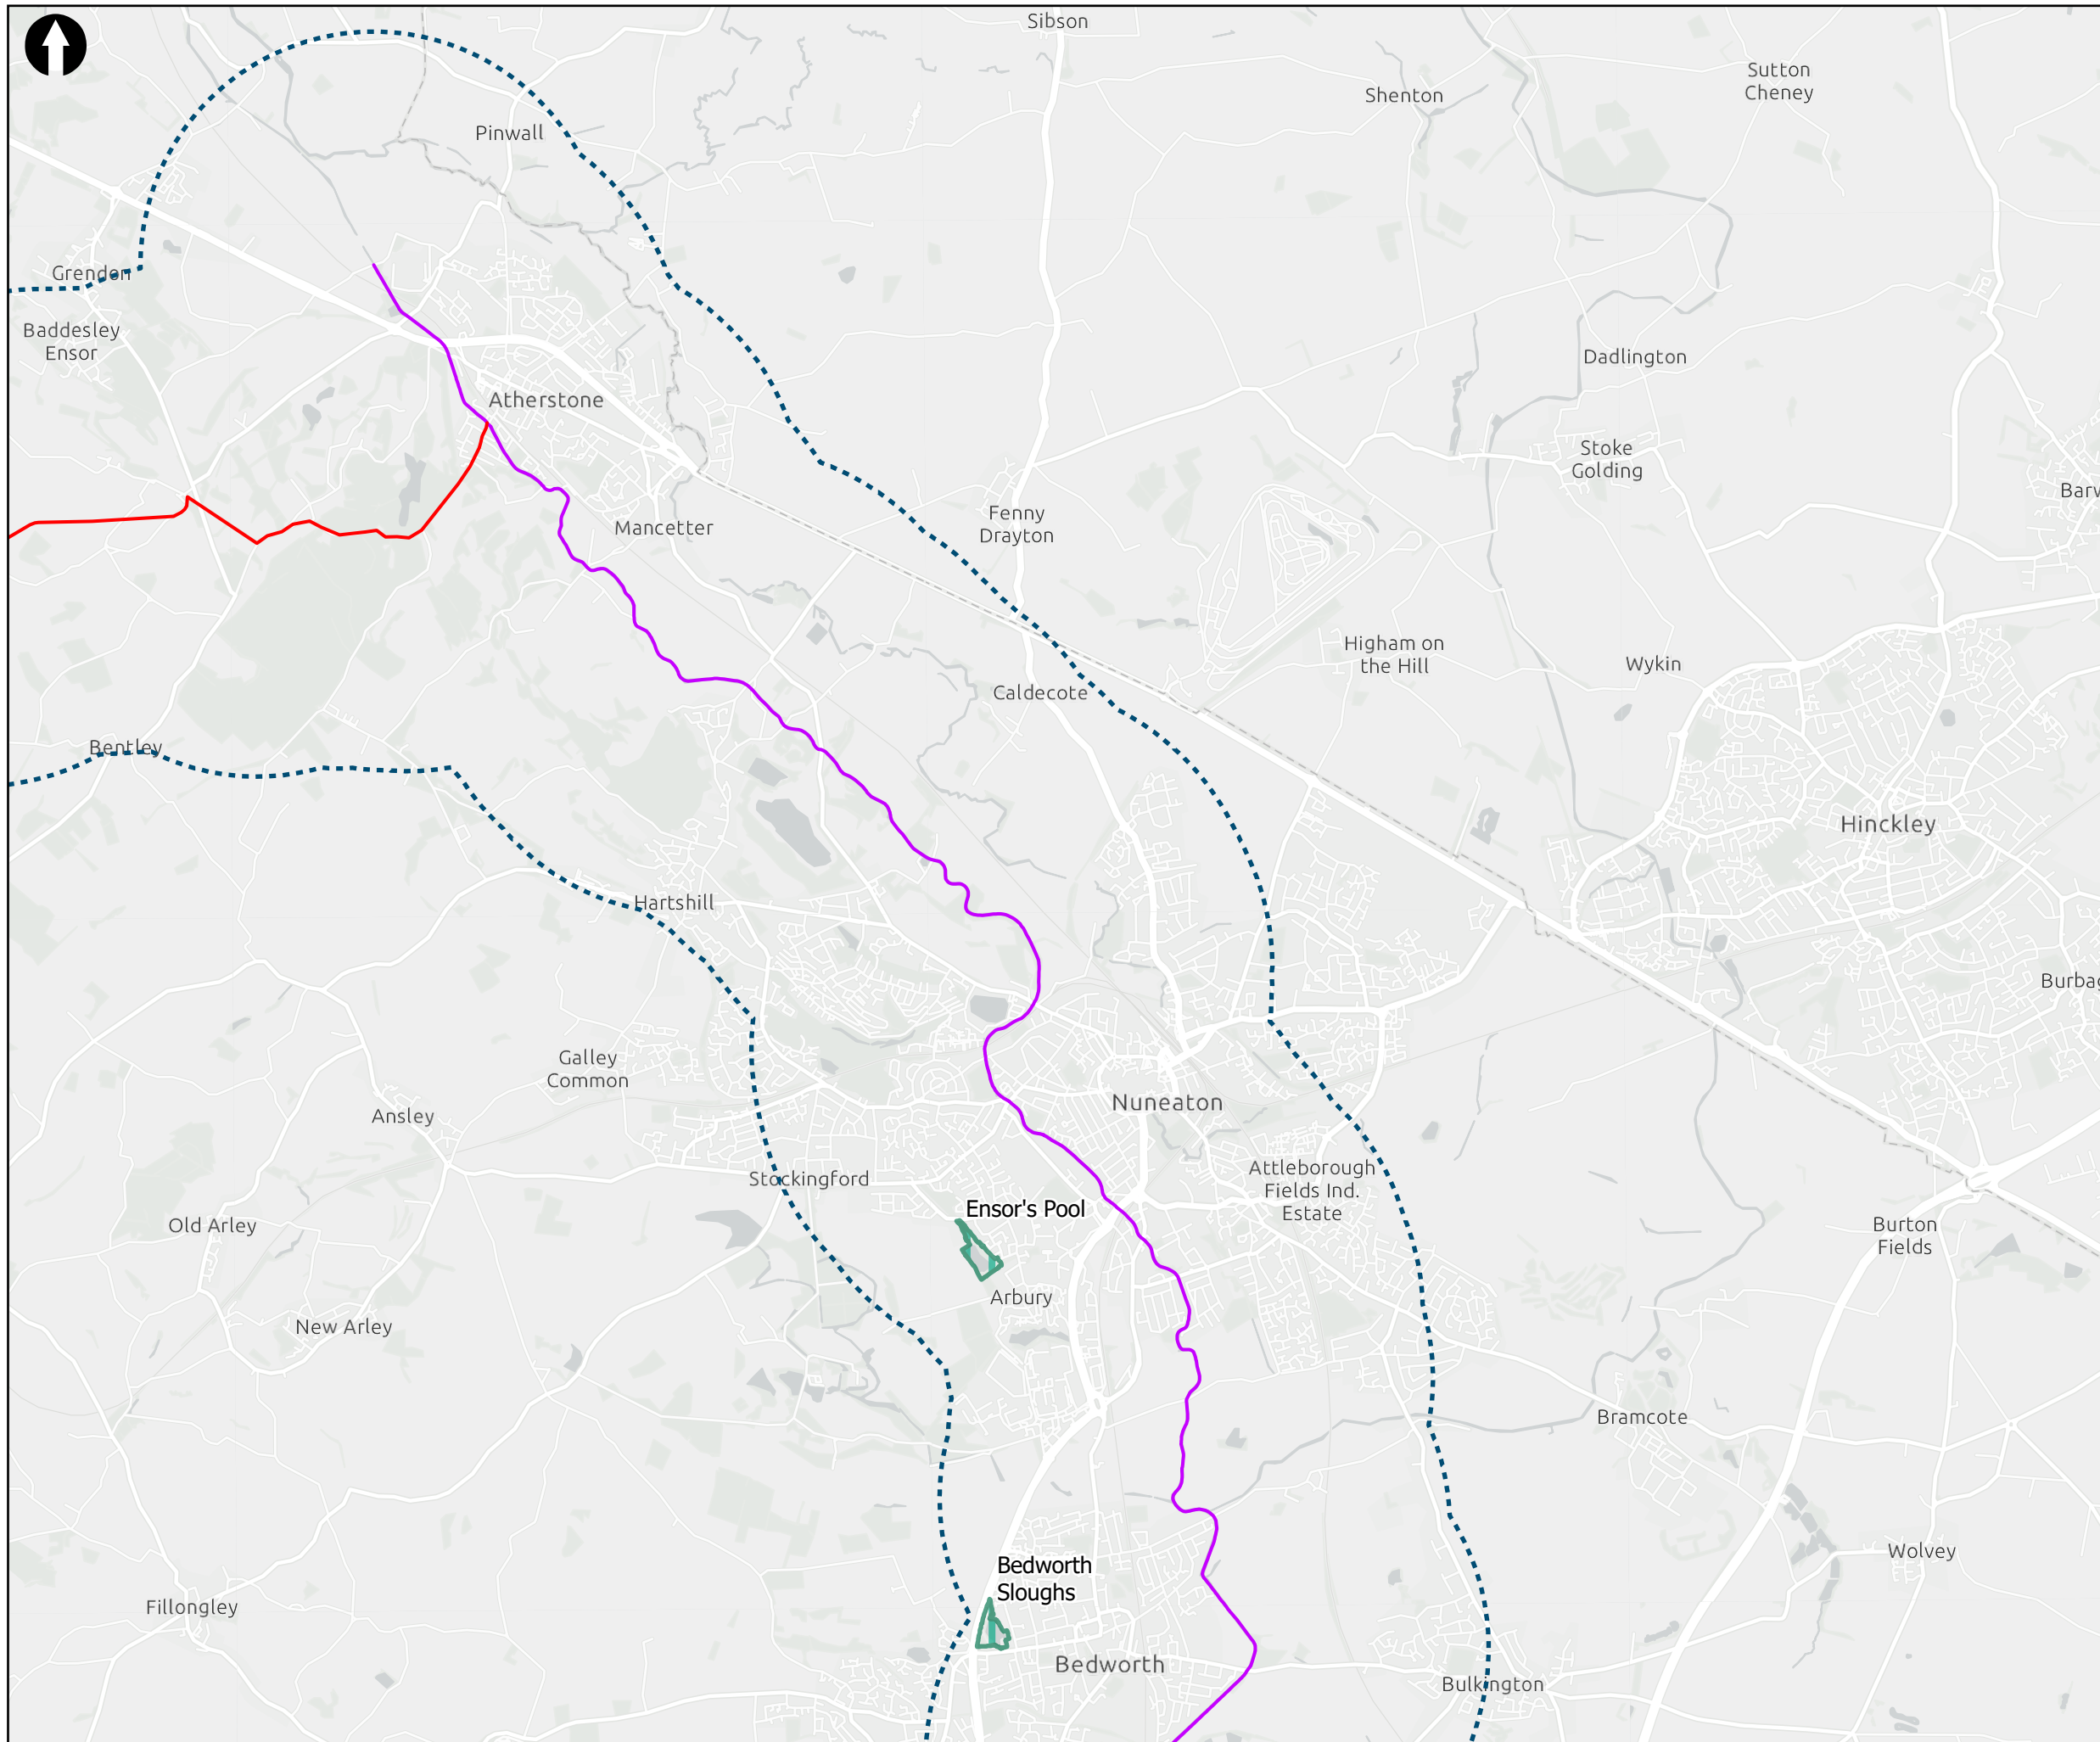 Sibson
Sutton
Cheney
Shenton
Pinwall
Grendon
Baddesley
Ensor
Dadlington
Atherstone
Stoke
Golding
Fenny
Drayton
Mancetter
Higham on
the Hill
Wykin
Caldecote
Bentley
Hinckley
Hartshill
Galley
Common
Nuneaton
Ansley
Attleborough
Fields Ind.
Estate
Stockingford
Ensor's Pool
Old Arley
Burton
Fields
Arbury
New Arley
Bramcote
Wolvey
Bedworth
Sloughs
Fillongley
Bedworth
Bulkington